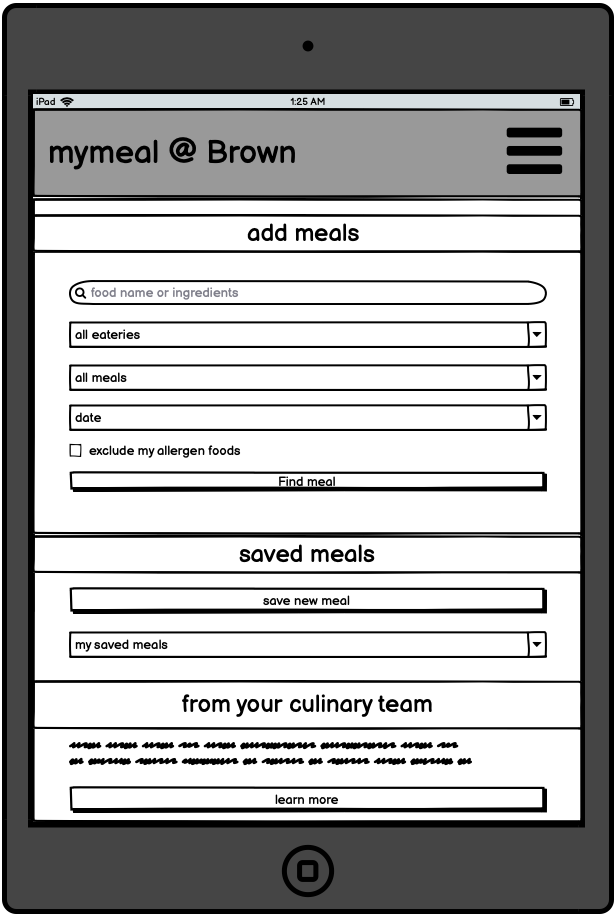 iPad 1:25 AM
mymeal @ Brown
add meals
food name or ingredients
all eateries
all meals
date
exclude my allergen foods
Find meal
saved meals
save new meal
my saved meals
from your culinary team
learn more